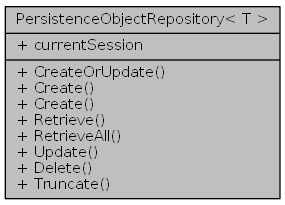 PersistenceObjectRepository< T >
+ currentSession
+ CreateOrUpdate()
+ Create()
+ Create()
+ Retrieve()
+ RetrieveAll()
+ Update()
+ Delete()
+ Truncate()